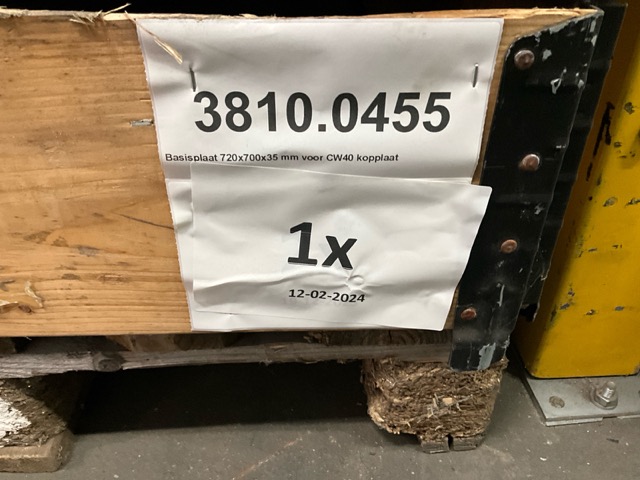 3810.0455
Basisplaat 720x700x35 mm voor CW40 kopplaat
1x
12-02-2024